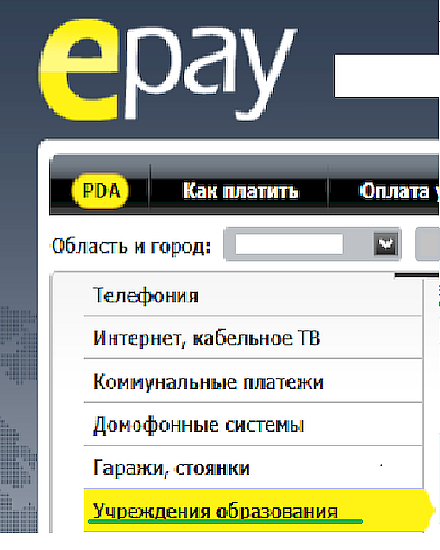 epay
PDA Как платить Оплата
Область и город:
Телефония
Интернет, кабельное ТВ
Коммунальные платежи
Домофонные системы
Гаражи, стоянки
Учреждения образования